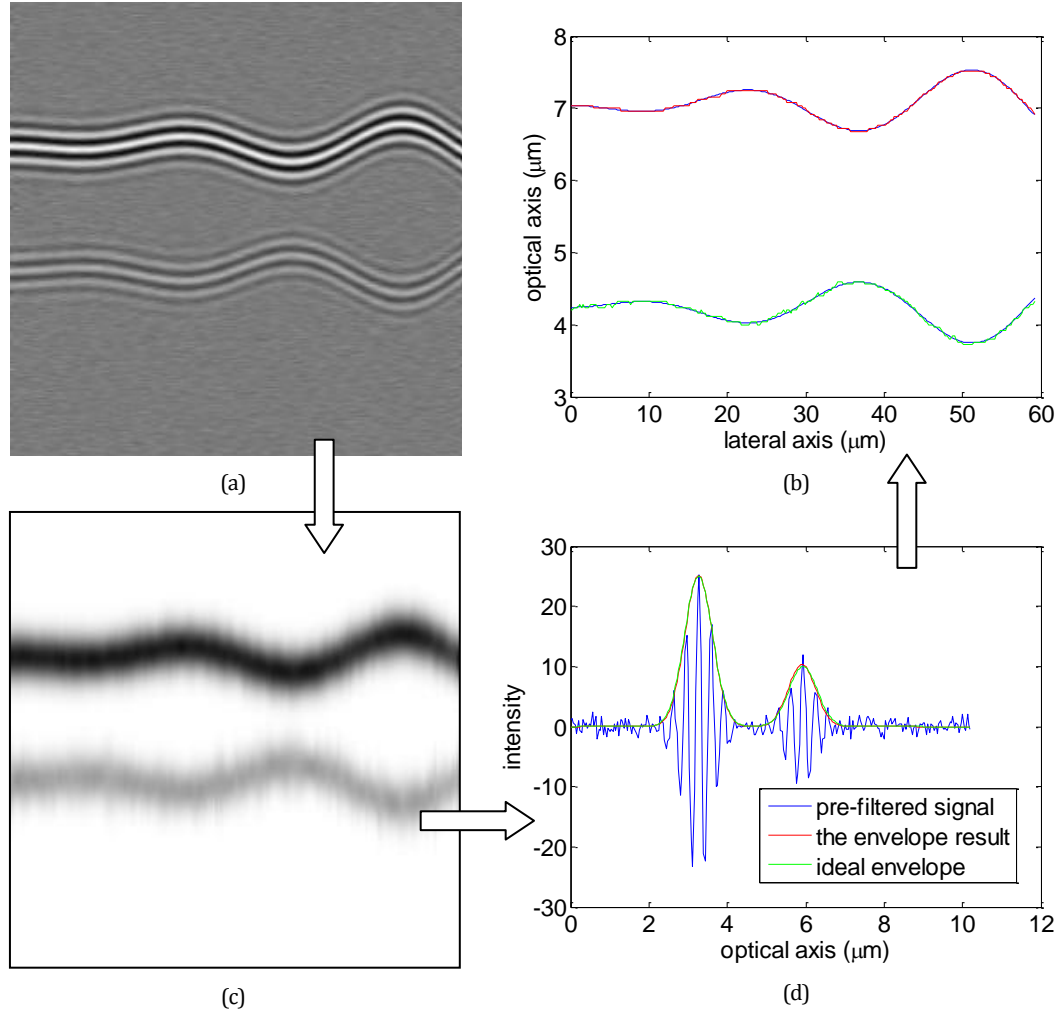 8
7
6
5
4
3
optical axis (μm)
0 10 20 30 40 50 60
lateral axis (μm)
(a)
(b)
30
20
10
0
-10
-20
-30
intensity
pre-filtered signal
the envelope result
ideal envelope
0 2 4 6 8 10 12
optical axis (μm)
(c)
(d)